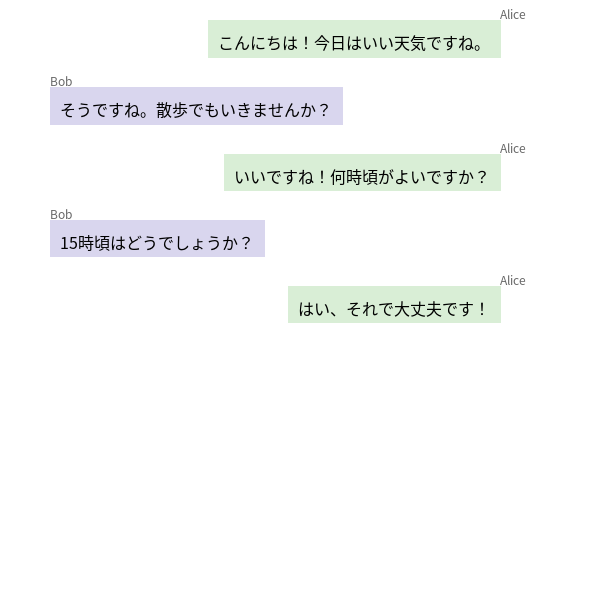 Alice
こんにちは！今日はいい天気ですね。
Bob
そうですね。散歩でもいきませんか？
Alice
いいですね！何時頃がよいですか？
Bob
15時頃はどうでしょうか？
Alice
はい、それで大丈夫です！